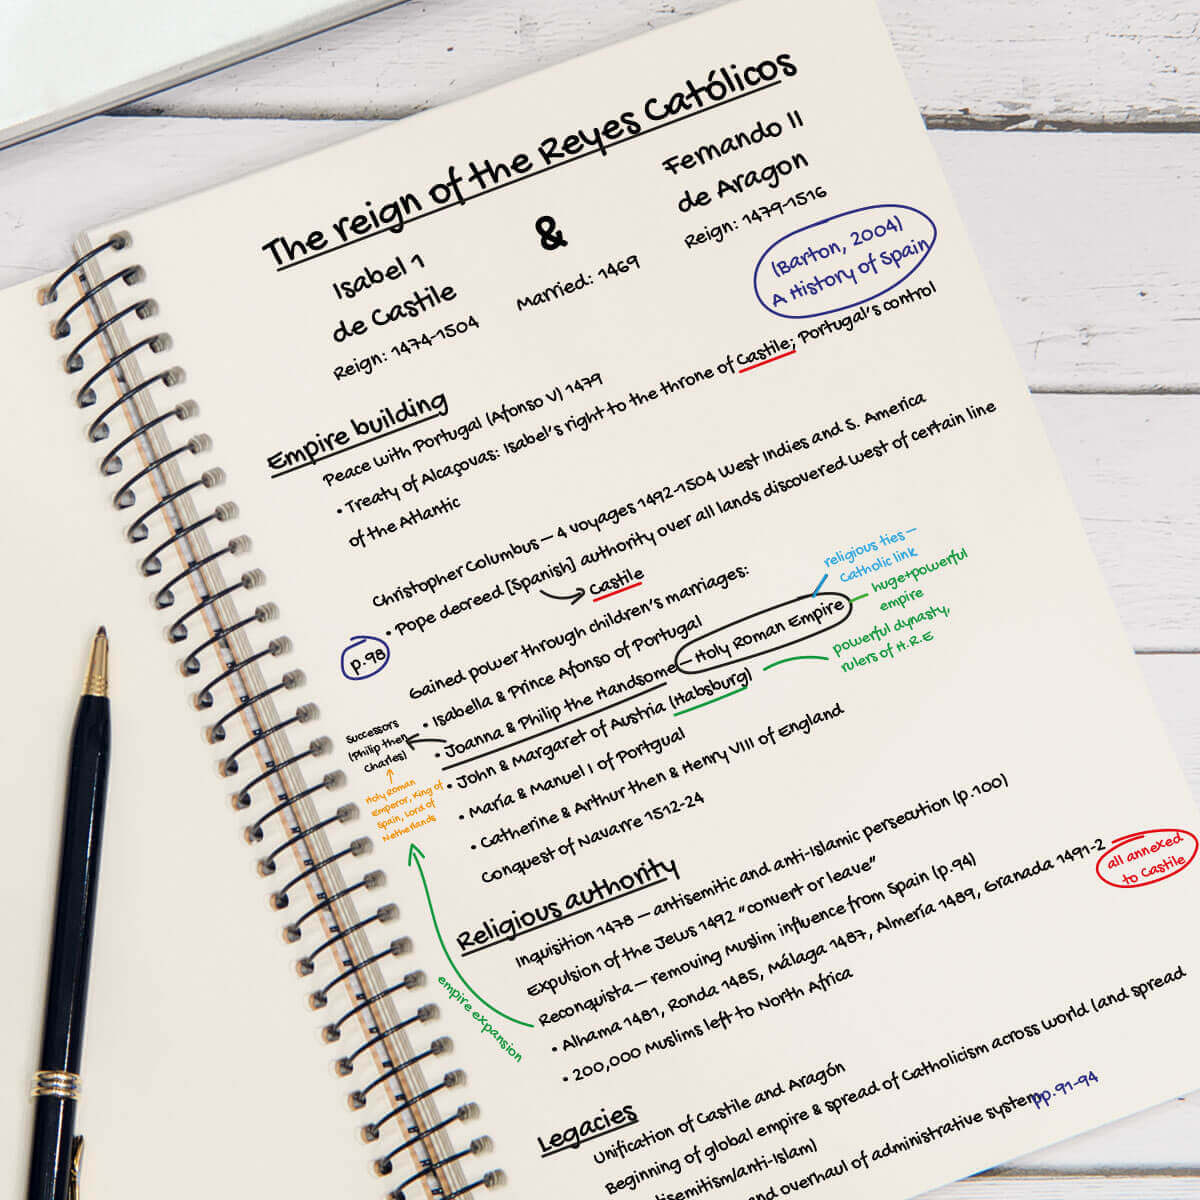 The reign of the Reyes Católicos
Isabel 1
de Castile
Reign: 1474-1504
&
Married: 1469
Fernando II
de Aragon
Reign: 1479-1516
(Barton, 2004)
A History of Spain
Empire building
Peace with Portugal (Afonso V) 1479
• Treaty of Alcaçovas: Isabel's right to the throne of Castile; Portugal's control
of the Atlantic
Christopher Columbus – 4 voyages 1492-1504 West Indies and S. America
• Pope decreed [Spanish] authority over all lands discovered west of certain line
Castile
p.98
Gained power through children's marriages:
• Isabella & Prince Afonso of Portugal
• Joanna & Philip the Handsome – Holy Roman Empire
• John & Margaret of Austria (Habsburg)
• María & Manuel 1 of Portgual
• Catherine & Arthur then & Henry VIII of England
Conquest of Navarre 1512-24
religious ties –
Catholic link
huge+powerful
empire
powerful dynasty,
rulers of H.R.E
Successors
(Philip then
Charles)
Holy Roman
Emperor, King of
Spain, Lord of
Netherlands
Religious authority
Inquisition 1478 – antisemitic and anti-Islamic persecution (p.100)
Expulsion of the Jews 1492 "convert or leave"
Reconquista – removing Muslim influence from Spain (p.94)
• Alhama 1481, Ronda 1485, Málaga 1487, Almería 1489, Granada 1491-2
• 200,000 Muslims left to North Africa
all annexed
to Castile
empire expansion
Legacies
Unification of Castile and Aragón
Beginning of global empire & spread of Catholicism across world (and spread
isemitism/anti-Islam)
and overhaul of administrative system
pp.91-94